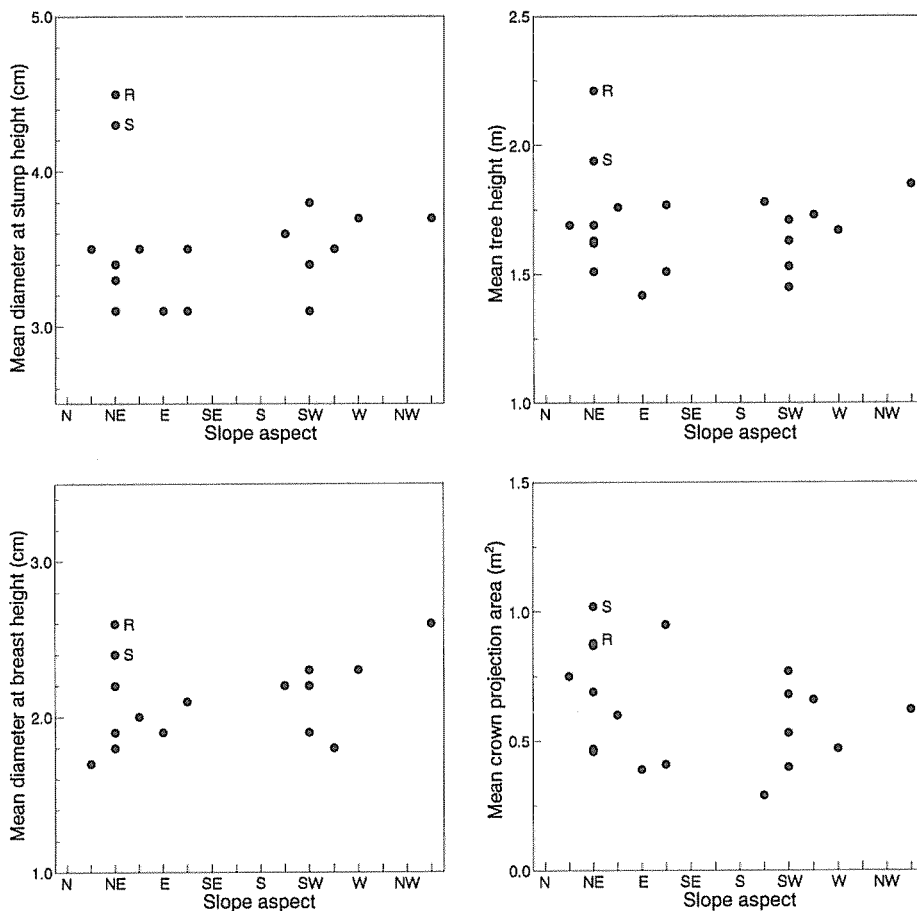 Mean diameter at stump height (cm)
5.0
4.0
3.0
R
S
N NE E SE S SW W NW
Slope aspect
Mean tree height (m)
2.5
2.0
1.5
1.0
R
S
N NE E SE S SW W NW
Slope aspect
Mean diameter at breast height (cm)
3.0
2.0
1.0
R
S
N NE E SE S SW W NW
Slope aspect
Mean crown projection area (m²)
1.5
1.0
0.5
0.0
S
R
N NE E SE S SW W NW
Slope aspect